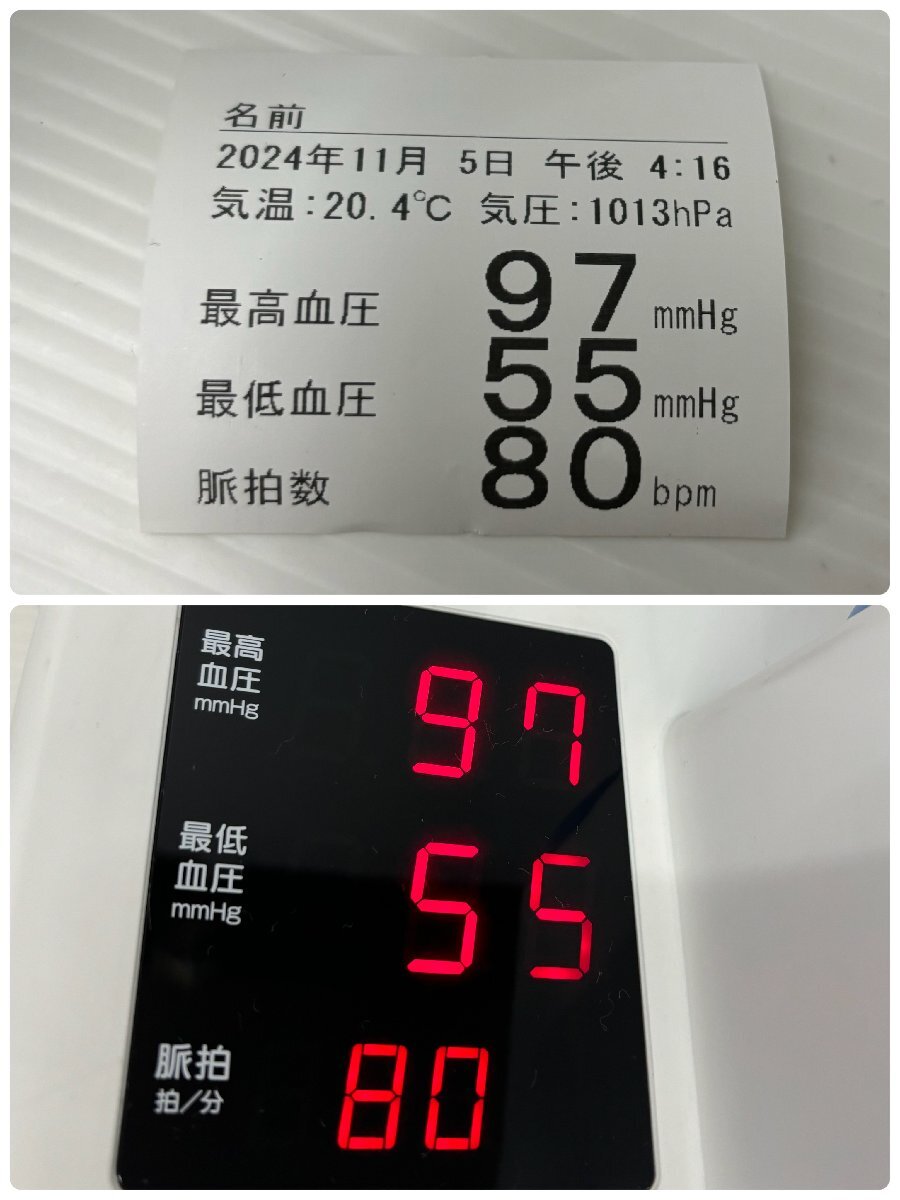 名前
2024年11月 5日 午後 4:16
気温:20.4℃ 気圧:1013hPa
最高血圧 97 mmHg
最低血圧 55 mmHg
脈拍数 80 bpm
最高
血圧
mmHg
97
最低
血圧
mmHg
55
脈拍
拍/分
80